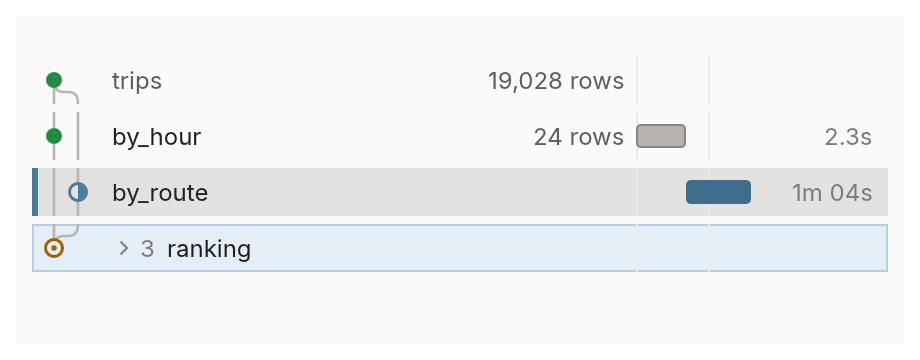 trips 19,028 rows
by_hour 24 rows 2.3s
by_route 1m 04s
3 ranking